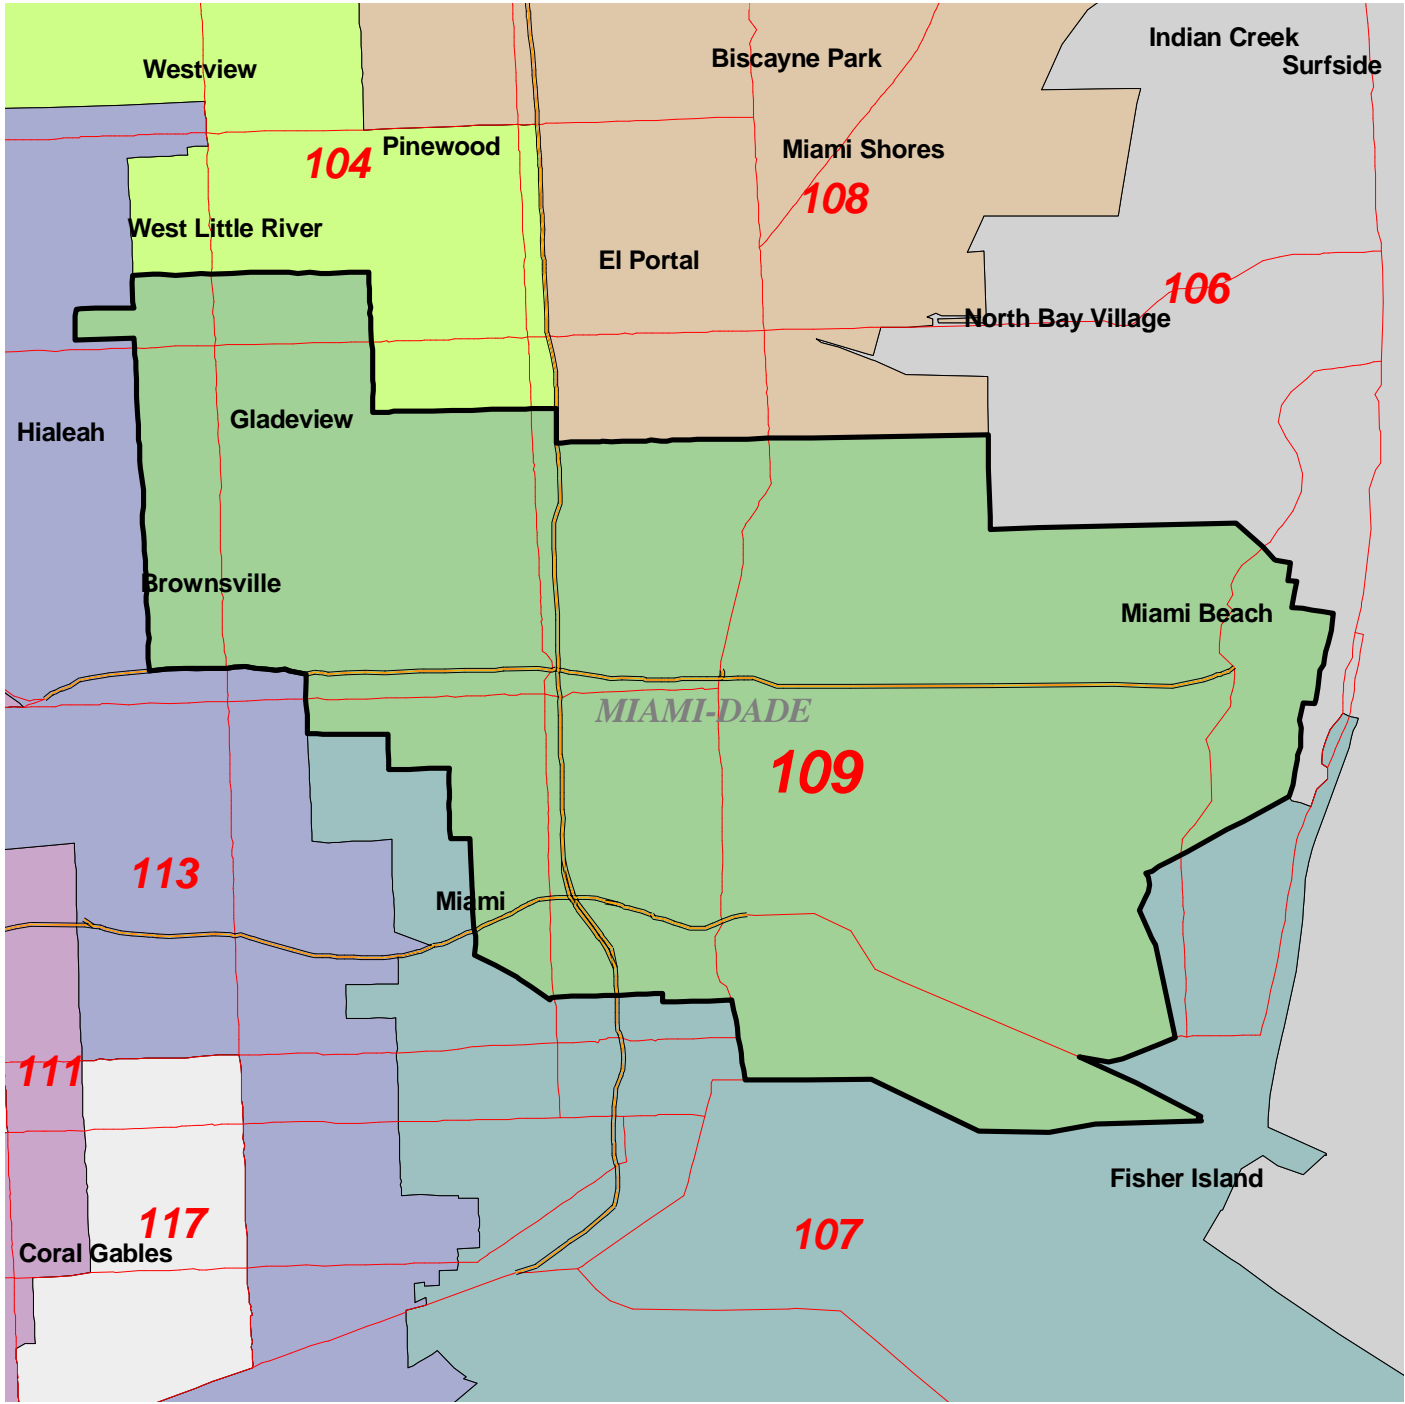 Indian Creek
Biscayne Park
Surfside
Westview
Pinewood
Miami Shores
104
108
West Little River
El Portal
106
North Bay Village
Gladeview
Hialeah
Brownsville
Miami Beach
MIAMI-DADE
109
113
Miami
111
Fisher Island
117
107
Coral Gables